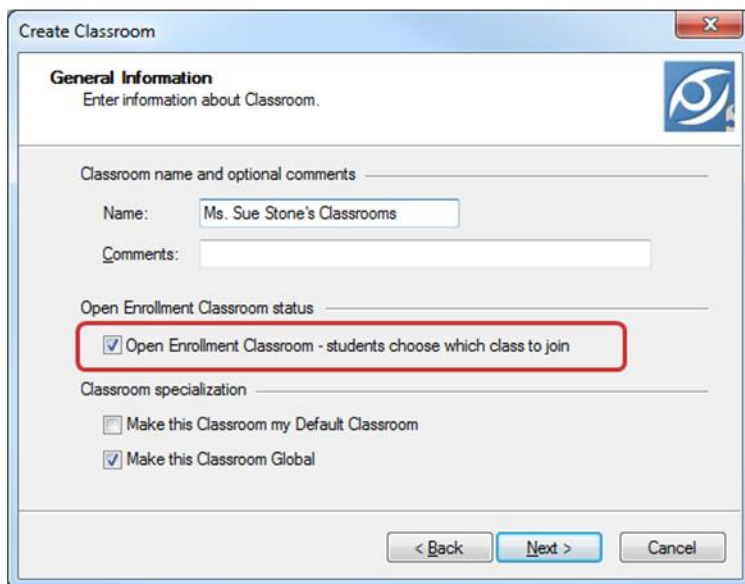 Create Classroom
General Information
Enter information about Classroom.
Classroom name and optional comments
Name: Ms. Sue Stone's Classrooms
Comments:
Open Enrollment Classroom status
Open Enrollment Classroom - students choose which class to join
Classroom specialization
Make this Classroom my Default Classroom
Make this Classroom Global
< Back Next > Cancel